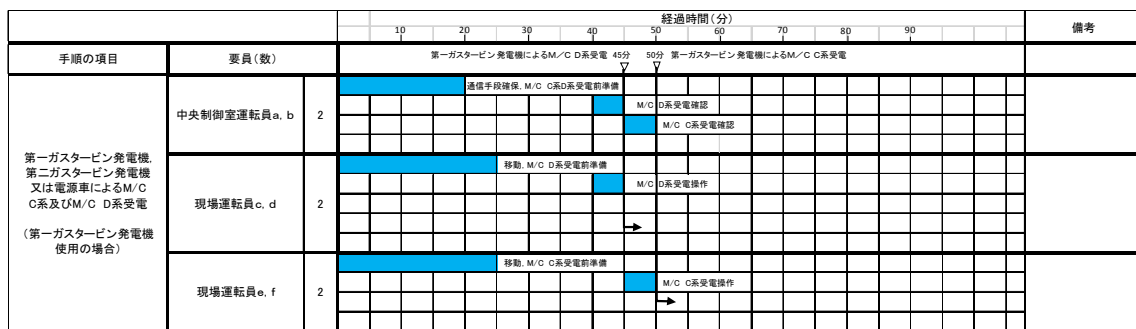 経過時間(分)
備考
10 20 30 40 50 60 70 80 90
手順の項目
要員(数)
第一ガスタービン発電機によるM/C D系受電 45分
50分 第一ガスタービン発電機によるM/C C系受電
第一ガスタービン発電機,
第二ガスタービン発電機
又は電源車によるM/C
C系及びM/C D系受電
(第一ガスタービン発電機
使用の場合)
中央制御室運転員a, b
2
通信手段確保, M/C C系D系受電前準備
M/C D系受電確認
M/C C系受電確認
現場運転員c, d
2
移動, M/C D系受電前準備
M/C D系受電操作
現場運転員e, f
2
移動, M/C C系受電前準備
M/C C系受電操作